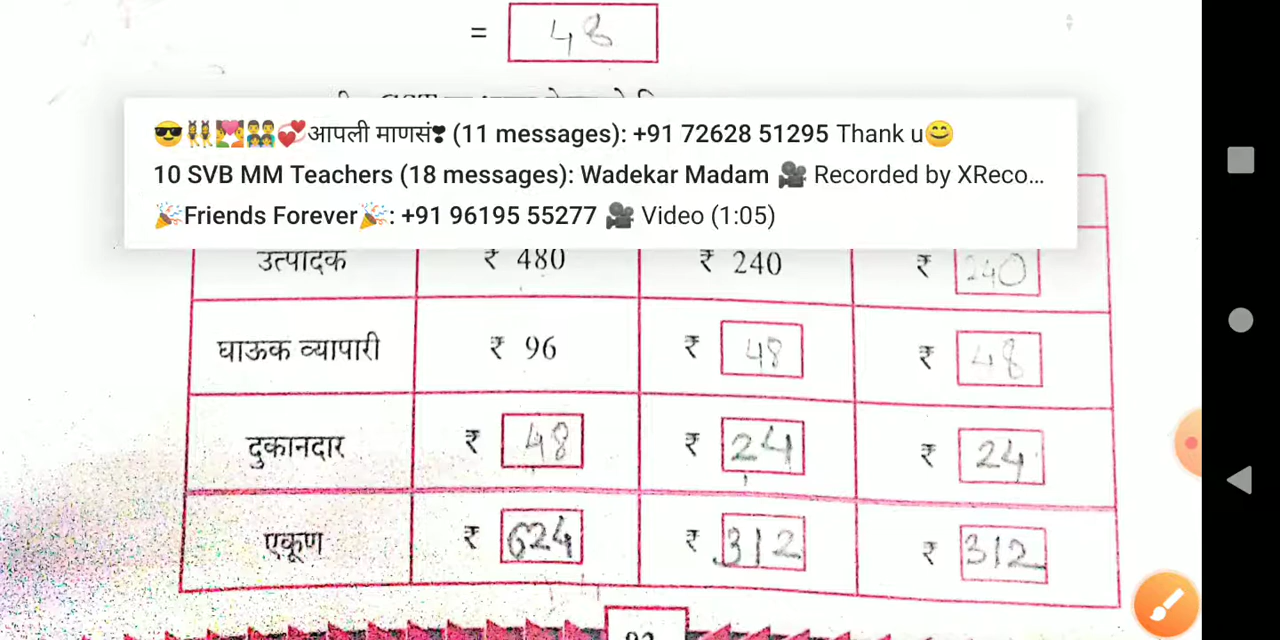 = 48
😎👯💏👨‍👨‍👦‍👦💞आपली माणसं❣ (11 messages): +91 72628 51295 Thank u😊
10 SVB MM Teachers (18 messages): Wadekar Madam 🎥 Recorded by XReco…
🎉Friends Forever🎉: +91 96195 55277 🎥 Video (1:05)
उत्पादक ₹ 480 ₹ 240 ₹ 240
घाऊक व्यापारी ₹ 96 ₹ 48 ₹ 48
दुकानदार ₹ 48 ₹ 24 ₹ 24
एकूण ₹ 624 ₹ 312 ₹ 312